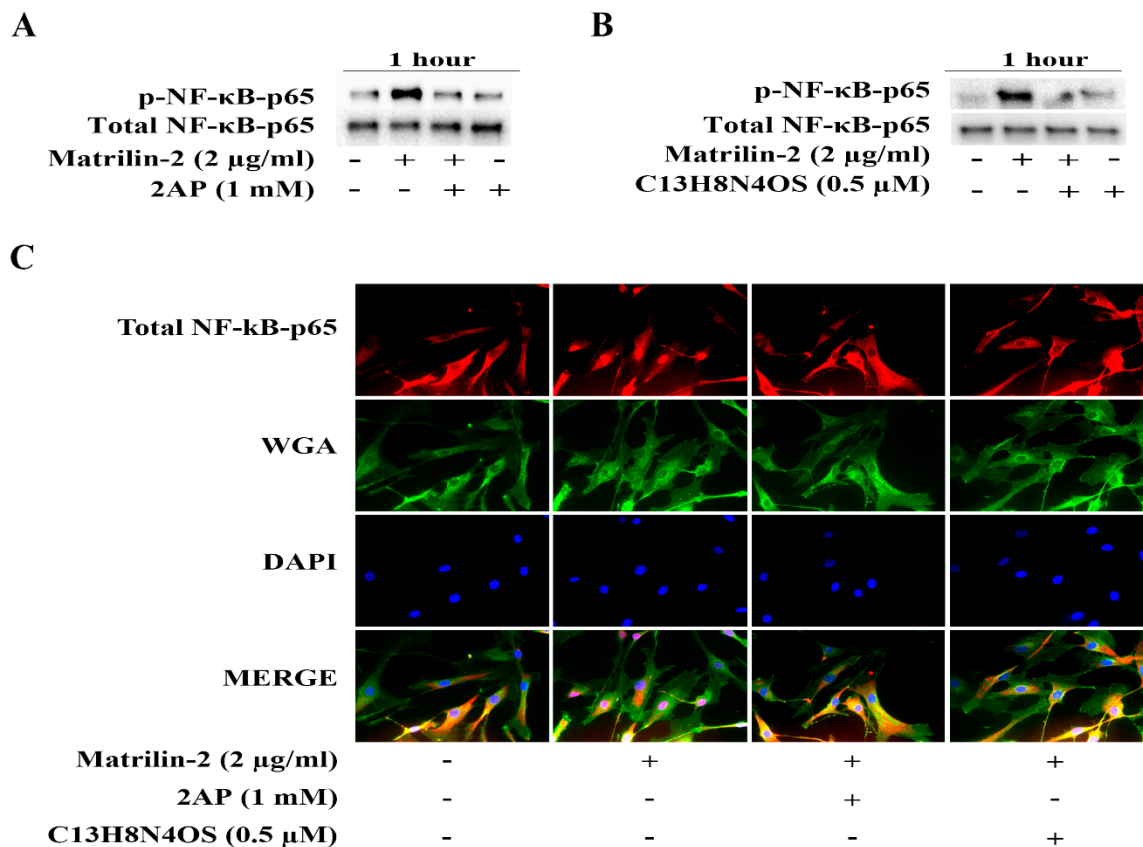 A
1 hour
p-NF-κB-p65
Total NF-κB-p65
Matrilin-2 (2 μg/ml) - + + -
2AP (1 mM) - - + +
B
1 hour
p-NF-κB-p65
Total NF-κB-p65
Matrilin-2 (2 μg/ml) - + + -
C13H8N4OS (0.5 μM) - - + +
C
Total NF-kB-p65
WGA
DAPI
MERGE
Matrilin-2 (2 μg/ml) - + + +
2AP (1 mM) - - + -
C13H8N4OS (0.5 μM) - - - +